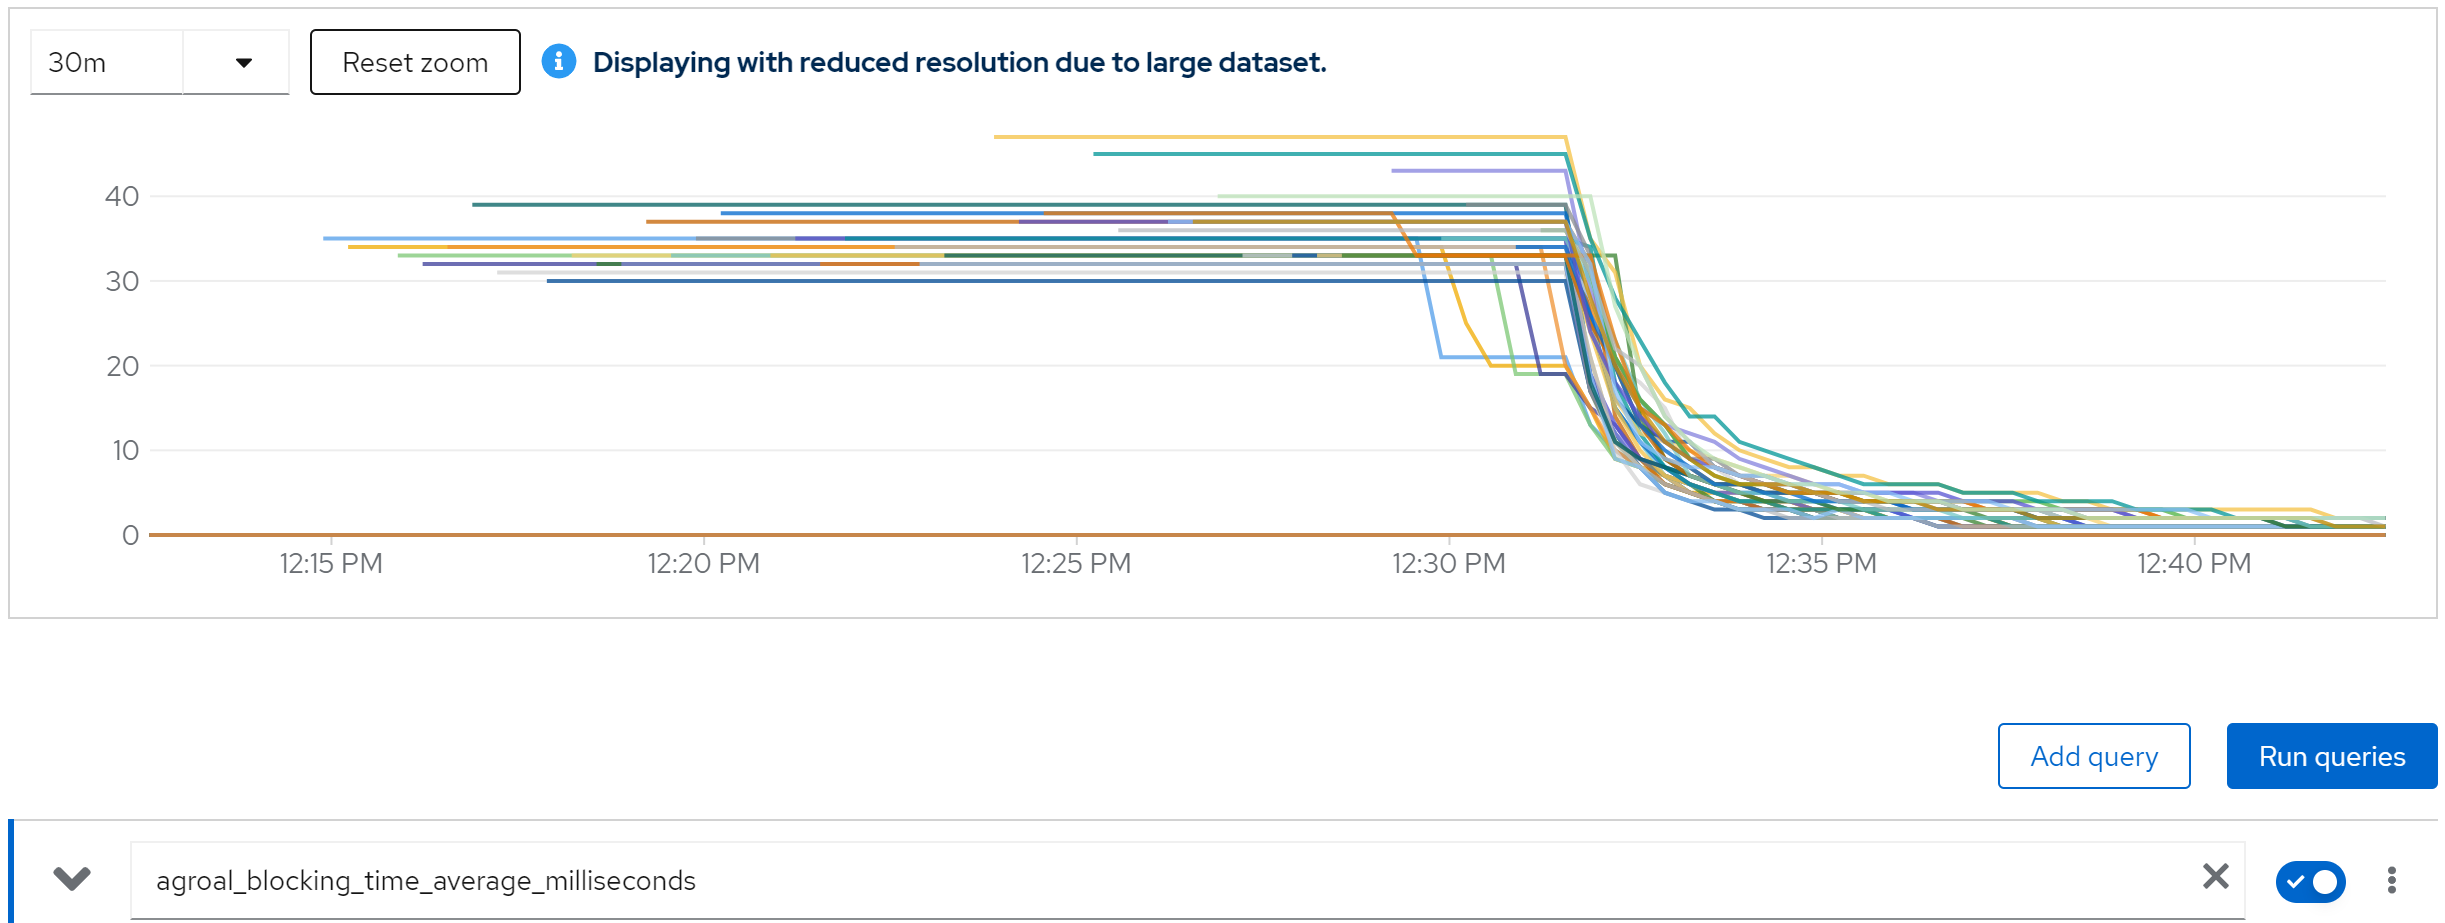 30m
Reset zoom
Displaying with reduced resolution due to large dataset.
40
30
20
10
0
12:15 PM 12:20 PM 12:25 PM 12:30 PM 12:35 PM 12:40 PM
Add query
Run queries
agroal_blocking_time_average_milliseconds